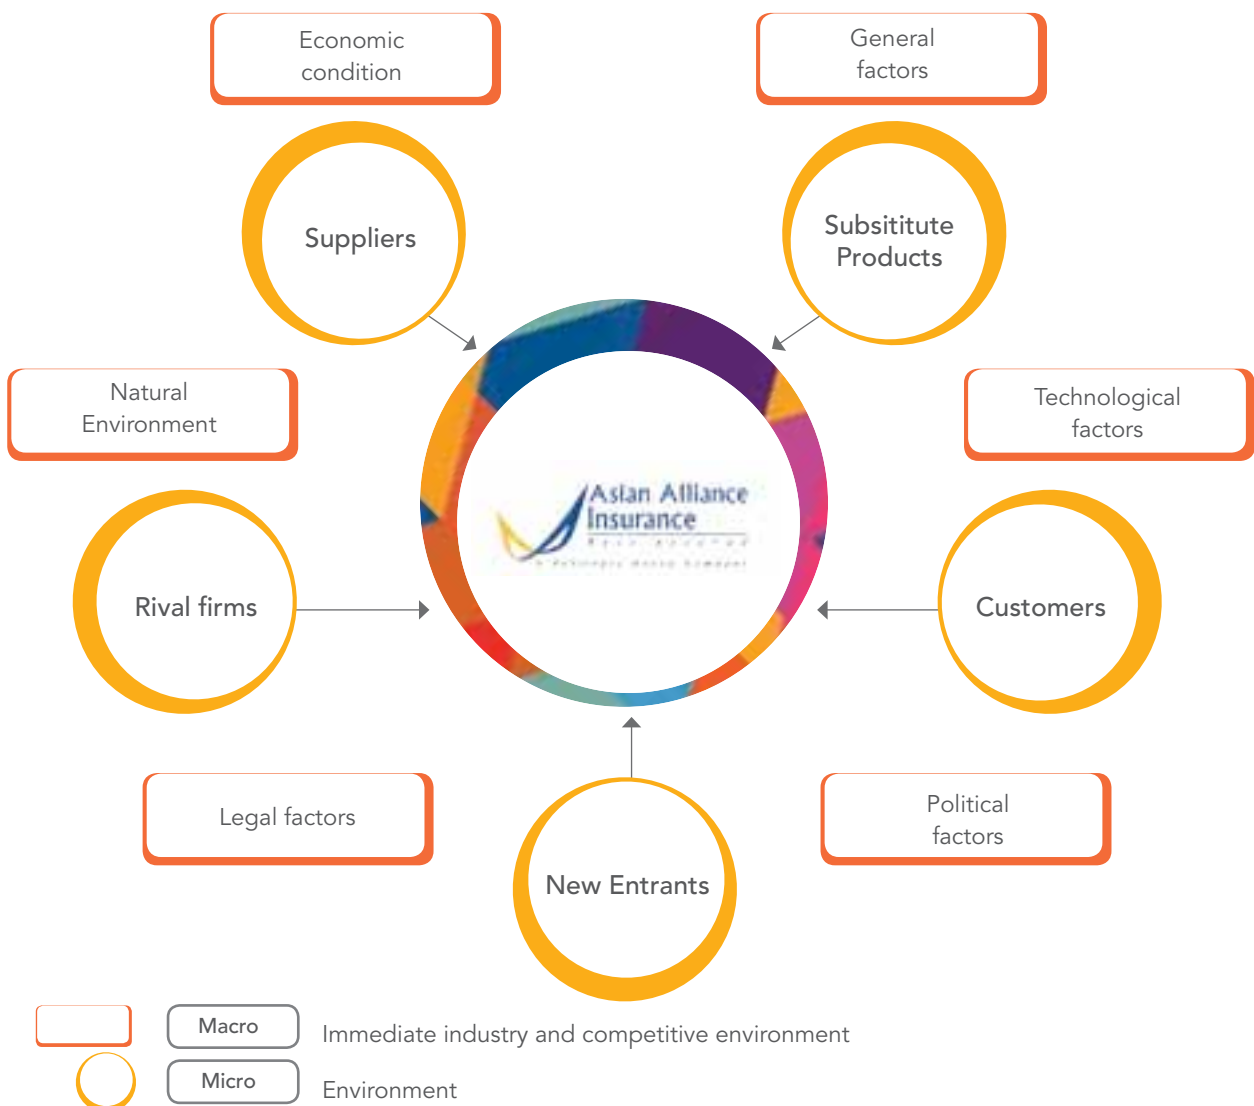 Economic
condition
General
factors
Suppliers
Subsititute
Products
Natural
Environment
Technological
factors
Asian Alliance
Insurance
Rival firms
Customers
Legal factors
Political
factors
New Entrants
Macro
Immediate industry and competitive environment
Micro
Environment